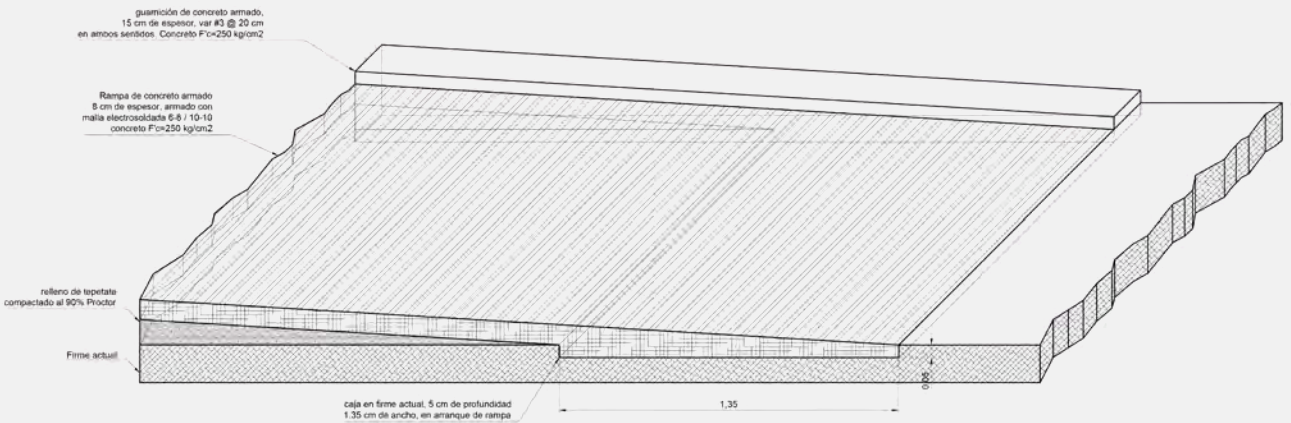 guarnición de concreto armado,
15 cm de espesor, var #3 @ 20 cm
en ambos sentidos. Concreto F'c=250 kg/cm2
Rampa de concreto armado
8 cm de espesor, armado con
malla electrosoldada 6-6 / 10-10
concreto F'c=250 kg/cm2
relleno de tepetate
compactado al 90% Proctor
Firme actual
caja en firme actual, 5 cm de profundidad
1.35 cm de ancho, en arranque de rampa
1,35
0,05